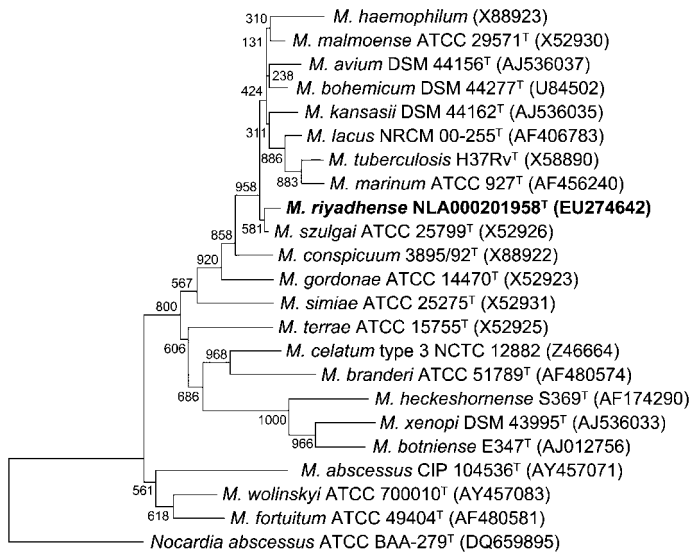 310 M. haemophilum (X88923)
131 M. malmoense ATCC 29571ᵀ (X52930)
M. avium DSM 44156ᵀ (AJ536037)
238
424 M. bohemicum DSM 44277ᵀ (U84502)
M. kansasii DSM 44162ᵀ (AJ536035)
311 M. lacus NRCM 00-255ᵀ (AF406783)
886 M. tuberculosis H37Rvᵀ (X58890)
883 M. marinum ATCC 927ᵀ (AF456240)
958
M. riyadhense NLA000201958ᵀ (EU274642)
581 M. szulgai ATCC 25799ᵀ (X52926)
858 M. conspicuum 3895/92ᵀ (X88922)
920 M. gordonae ATCC 14470ᵀ (X52923)
567 M. simiae ATCC 25275ᵀ (X52931)
800 M. terrae ATCC 15755ᵀ (X52925)
606 968 M. celatum type 3 NCTC 12882 (Z46664)
M. branderi ATCC 51789ᵀ (AF480574)
686 M. heckeshornense S369ᵀ (AF174290)
1000 M. xenopi DSM 43995ᵀ (AJ536033)
966 M. botniense E347ᵀ (AJ012756)
M. abscessus CIP 104536ᵀ (AY457071)
561 M. wolinskyi ATCC 700010ᵀ (AY457083)
618 M. fortuitum ATCC 49404ᵀ (AF480581)
Nocardia abscessus ATCC BAA-279ᵀ (DQ659895)